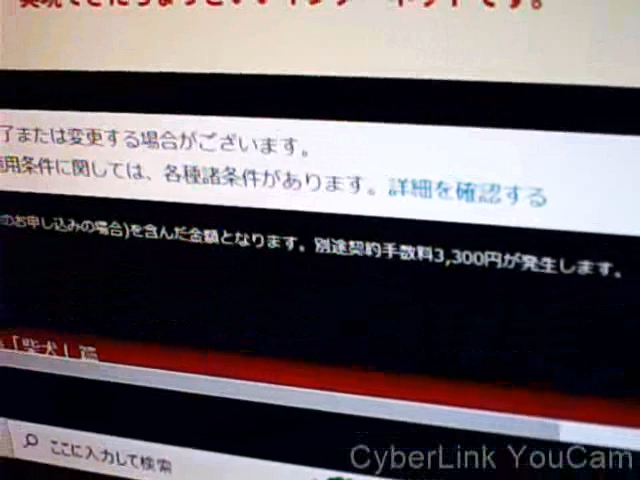 了または変更する場合がございます。
用条件に関しては、各種諸条件があります。詳細を確認する
のお申し込みの場合)を含んだ金額となります。別途契約手数料3,300円が発生します。
「柴犬」篇
ここに入力して検索
CyberLink YouCam